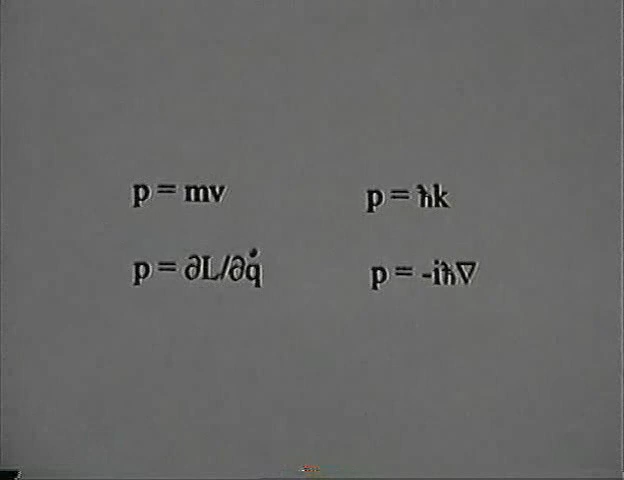 p = mv
p = ħk
p = ∂L/∂q̇
p = -iħ∇